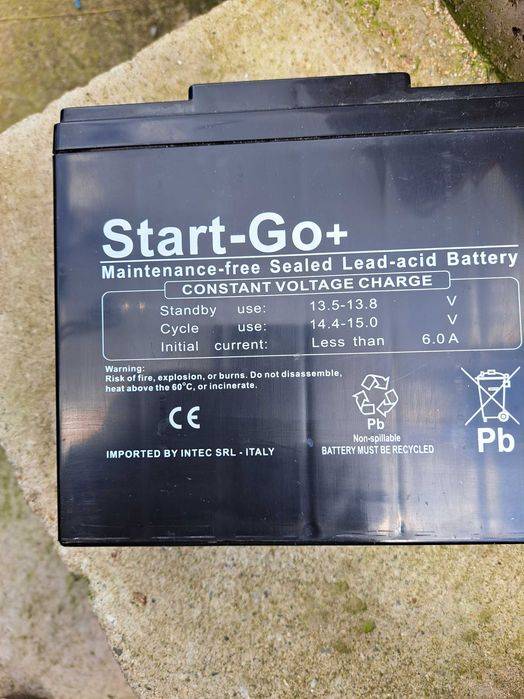 Start-Go+
Maintenance-free Sealed Lead-acid Battery
CONSTANT VOLTAGE CHARGE
Standby use: 13.5-13.8 V
Cycle use: 14.4-15.0 V
Initial current: Less than 6.0 A
Warning:
Risk of fire, explosion, or burns. Do not disassemble,
heat above the 60°C, or incinerate.
CE
Pb
Non-spillable
BATTERY MUST BE RECYCLED
Pb
IMPORTED BY INTEC SRL - ITALY